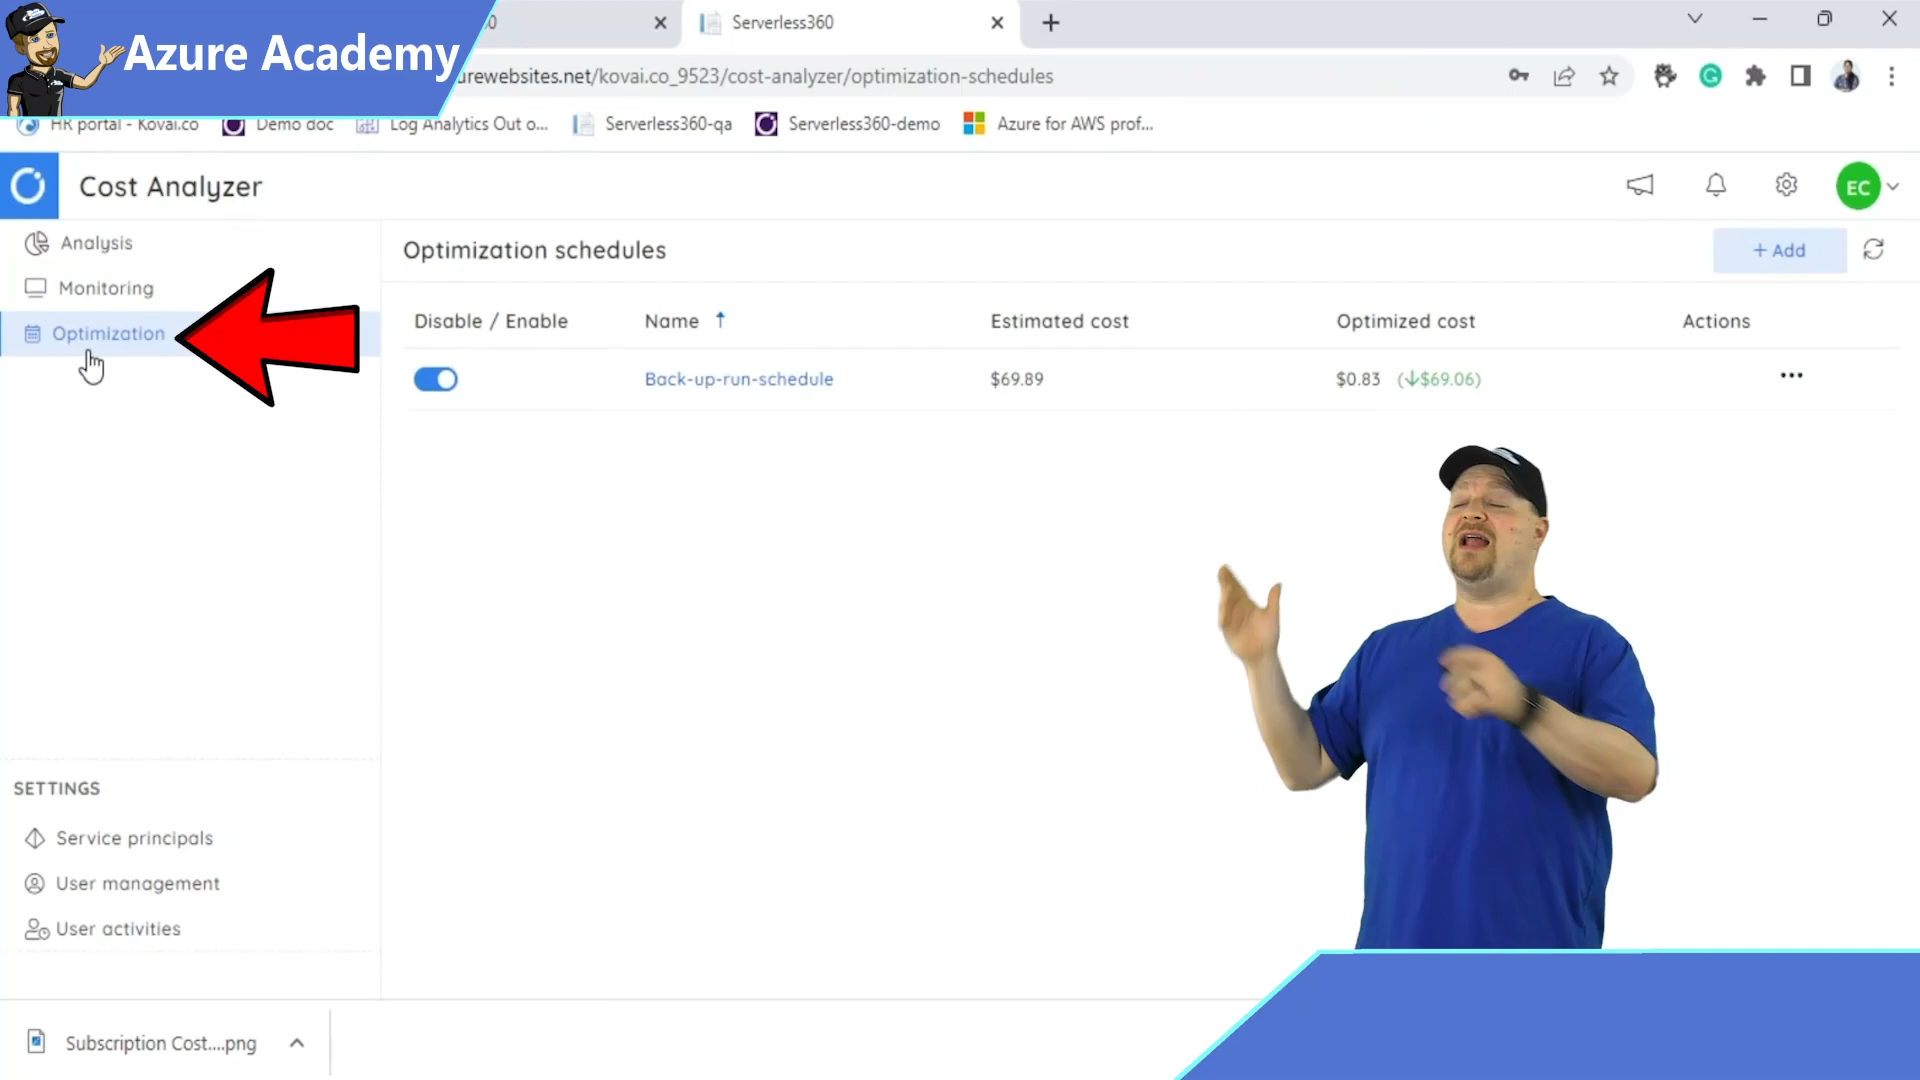 Azure Academy
0
Serverless360
urewebsites.net/kovai.co_9523/cost-analyzer/optimization-schedules
HR portal - Kovai.co
Demo doc
Log Analytics Out o...
Serverless360-qa
Serverless360-demo
Azure for AWS prof...
Cost Analyzer
EC
Analysis
Monitoring
Optimization
Optimization schedules
+ Add
Disable / Enable
Name
Estimated cost
Optimized cost
Actions
Back-up-run-schedule
$69.89
$0.83 (↓$69.06)
SETTINGS
Service principals
User management
User activities
Subscription Cost....png